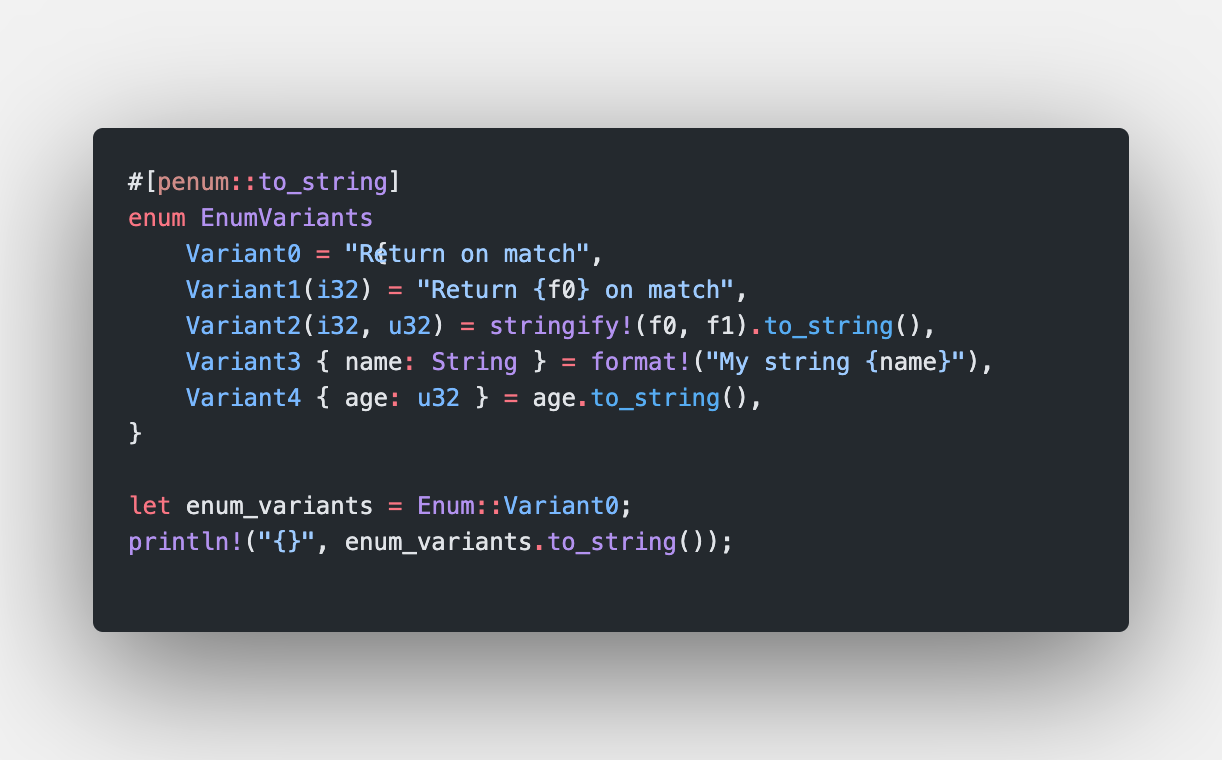 #[penum::to_string]
enum EnumVariants {
    Variant0 = "Return on match",
    Variant1(i32) = "Return {f0} on match",
    Variant2(i32, u32) = stringify!(f0, f1).to_string(),
    Variant3 { name: String } = format!("My string {name}"),
    Variant4 { age: u32 } = age.to_string(),
}

let enum_variants = Enum::Variant0;
println!("{}", enum_variants.to_string());